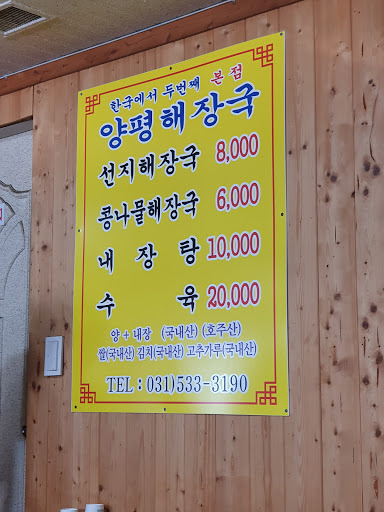 한국에서 두번째 본점
양평해장국
선지해장국 8,000
콩나물해장국 6,000
내장탕 10,000
수육 20,000
양 + 내장 (국내산) (호주산)
쌀(국내산) 김치(국내산) 고추가루(국내산)
TEL : 031)533-3190